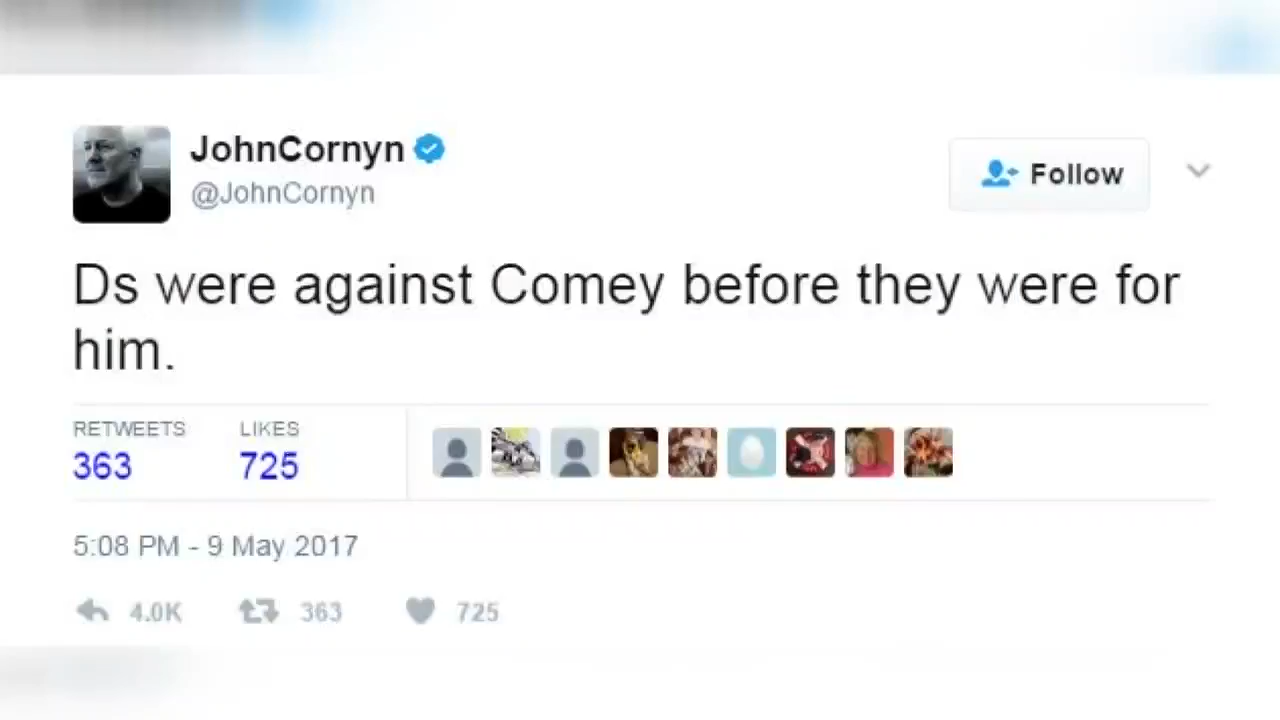 JohnCornyn
@JohnCornyn
Follow
Ds were against Comey before they were for
him.
RETWEETS LIKES
363 725
5:08 PM - 9 May 2017
4.0K 363 725